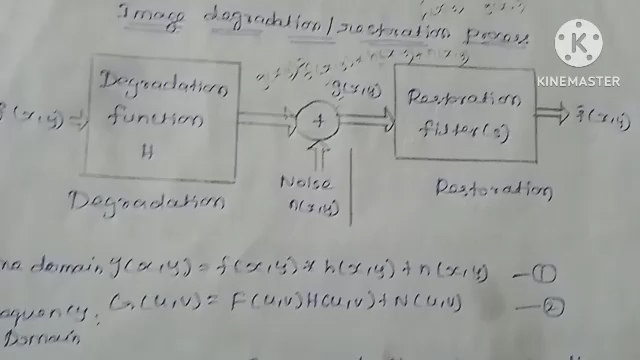 Image degradation/restoration process
KINEMASTER
Degradation
function
H
g(x,y)
Restoration
filter(s)
f(x,y)
+
f̂(x,y)
Noise
n(x,y)
Degradation
Restoration
domain g(x,y) = f(x,y) * h(x,y) + n(x,y) — ①
G(u,v) = F(u,v)H(u,v) + N(u,v) — ②
Domain